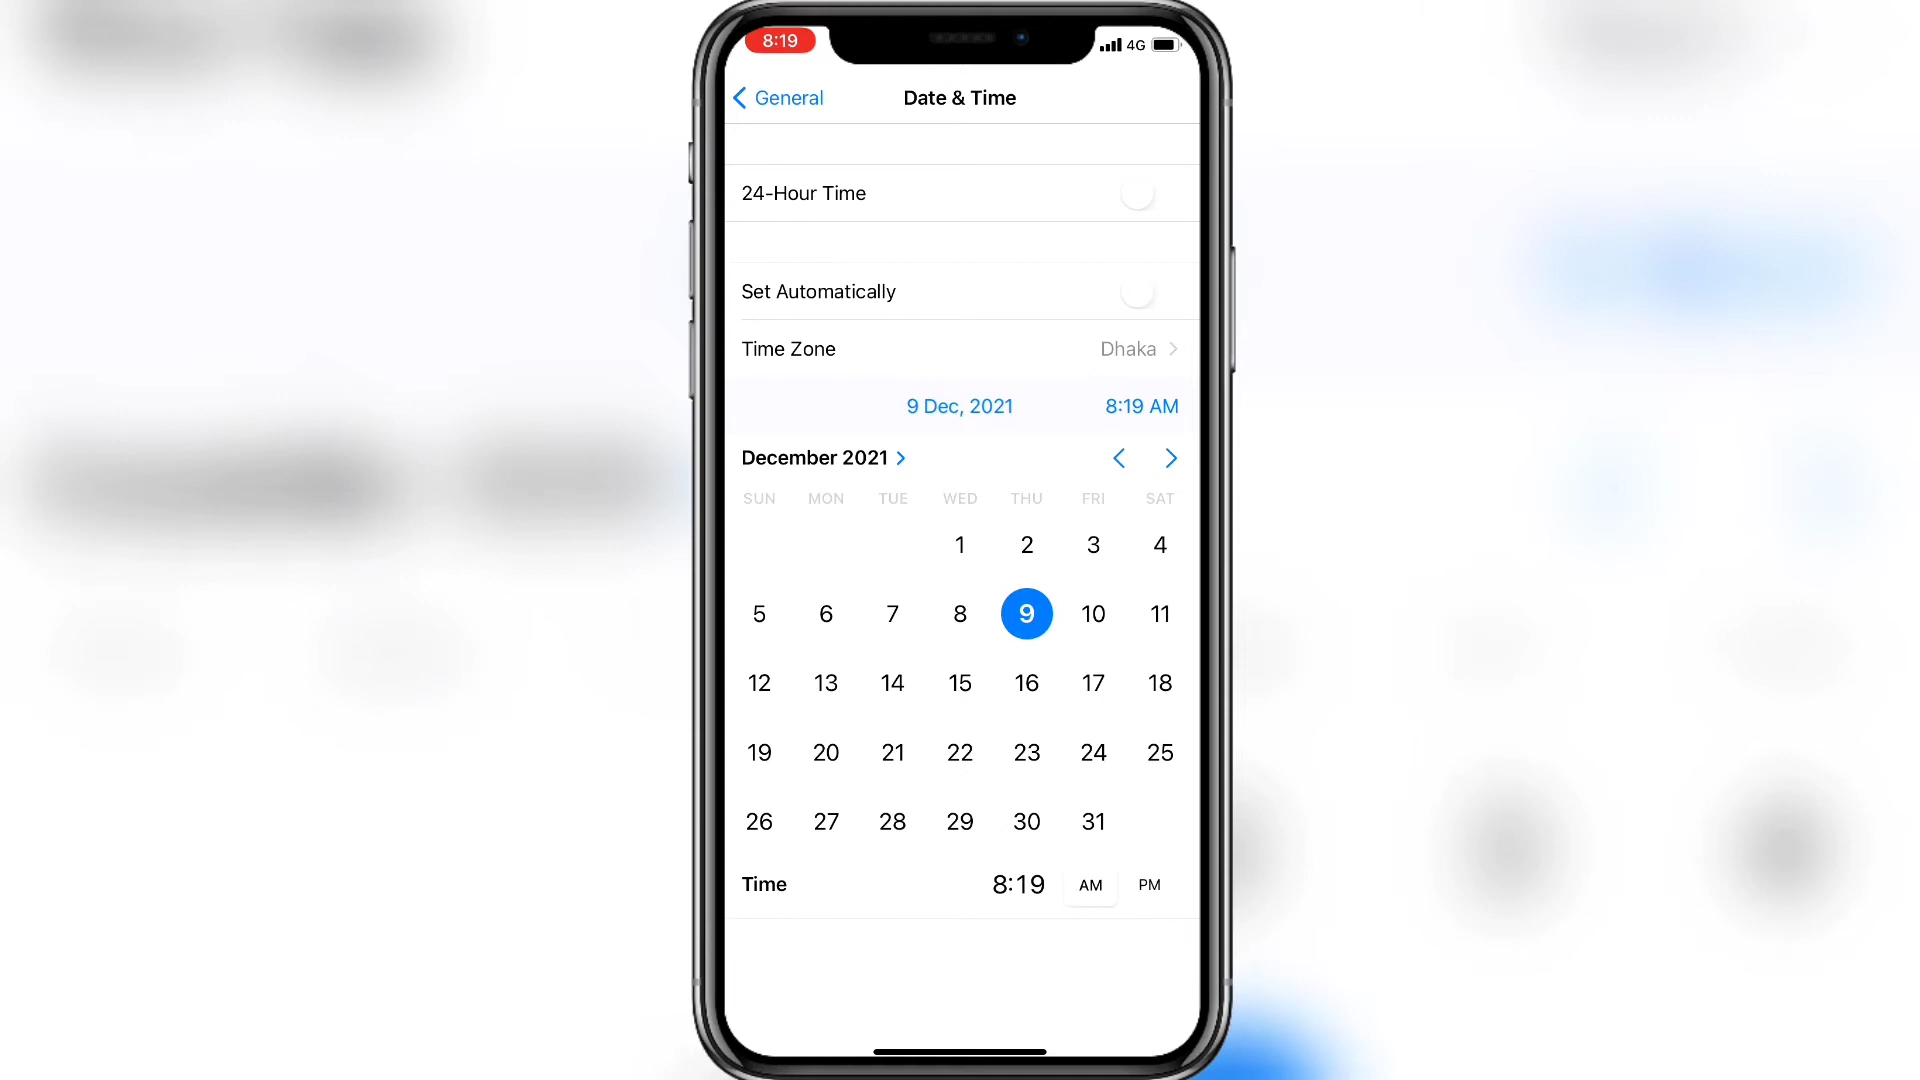 8:19
4G
General
Date & Time
24-Hour Time
Set Automatically
Time Zone Dhaka
9 Dec, 2021 8:19 AM
December 2021
SUN MON TUE WED THU FRI SAT
1 2 3 4
5 6 7 8 9 10 11
12 13 14 15 16 17 18
19 20 21 22 23 24 25
26 27 28 29 30 31
Time 8:19 AM PM